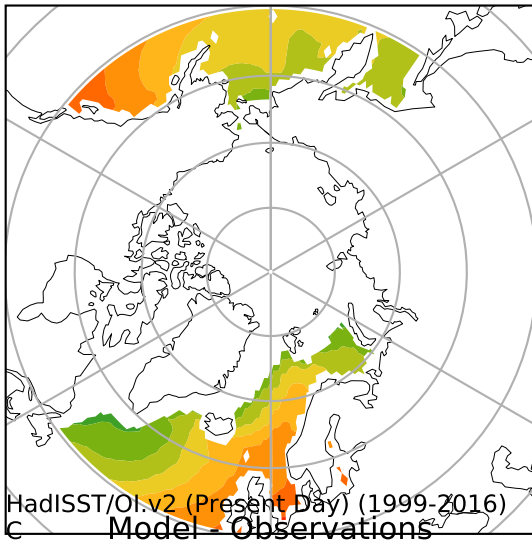 HadISST/OI.v2 (Present Day) (1999-2016)
C Model - Observations